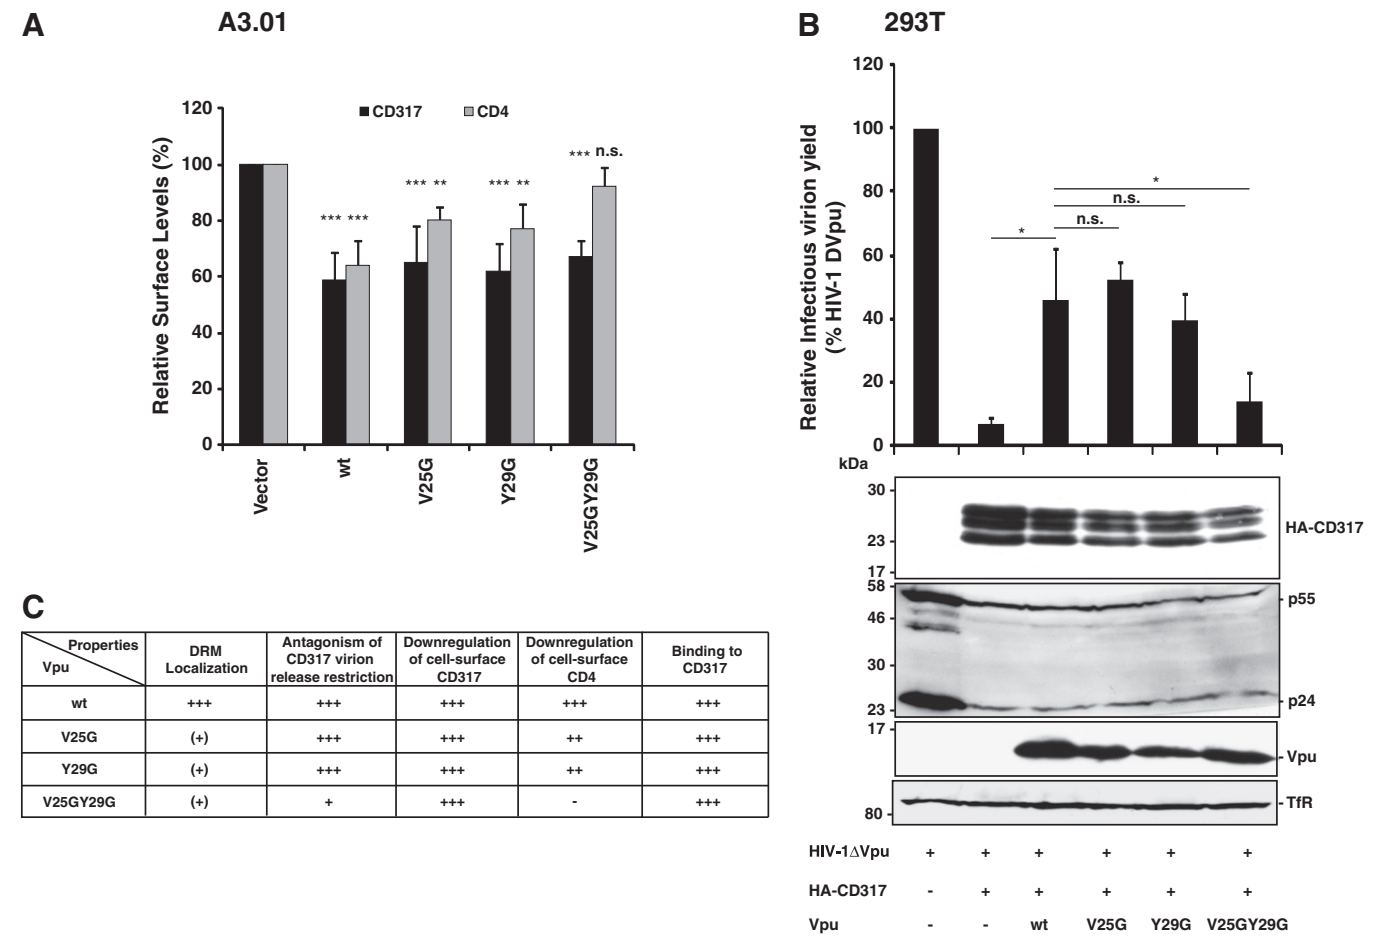 A
A3.01
Relative Surface Levels (%)
120
100
80
60
40
20
0
CD317
CD4
*** ***
*** **
*** **
*** n.s.
Vector
wt
V25G
Y29G
V25GY29G
B
293T
Relative Infectious virion yield
(% HIV-1 DVpu)
120
100
80
60
40
20
0
*
n.s.
n.s.
*
kDa
30
23
17
HA-CD317
58
46
30
23
p55
p24
17
Vpu
80
TfR
HIV-1ΔVpu + + + + + +
HA-CD317 - + + + + +
Vpu - - wt V25G Y29G V25GY29G
C
Properties
Vpu
DRM
Localization
Antagonism of
CD317 virion
release restriction
Downregulation
of cell-surface
CD317
Downregulation
of cell-surface
CD4
Binding to
CD317
wt +++ +++ +++ +++ +++
V25G (+) +++ +++ ++ +++
Y29G (+) +++ +++ ++ +++
V25GY29G (+) + +++ - +++